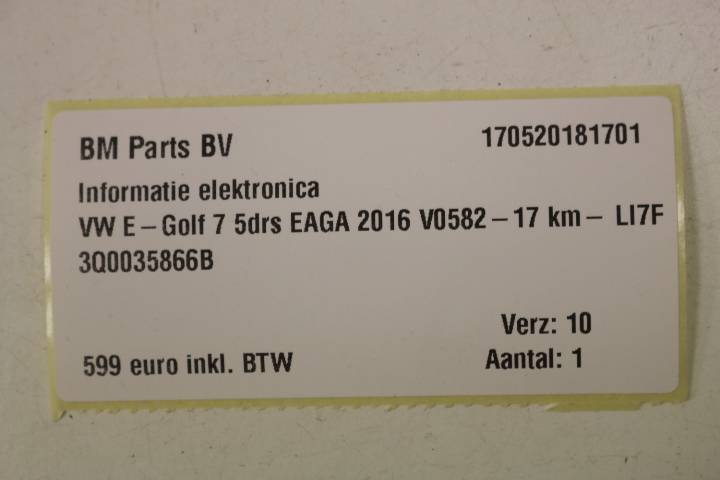 BM Parts BV 170520181701
Informatie elektronica
VW E-Golf 7 5drs EAGA 2016 V0582-17 km- LI7F
3Q0035866B
Verz: 10
599 euro inkl. BTW Aantal: 1